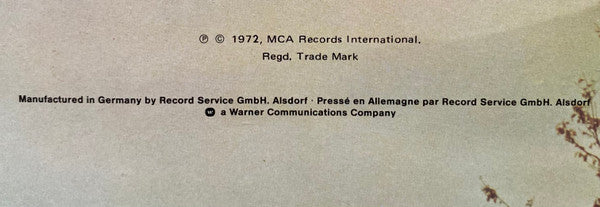 ℗ © 1972, MCA Records International.
Regd. Trade Mark
Manufactured in Germany by Record Service GmbH. Alsdorf · Pressé en Allemagne par Record Service GmbH. Alsdorf
a Warner Communications Company